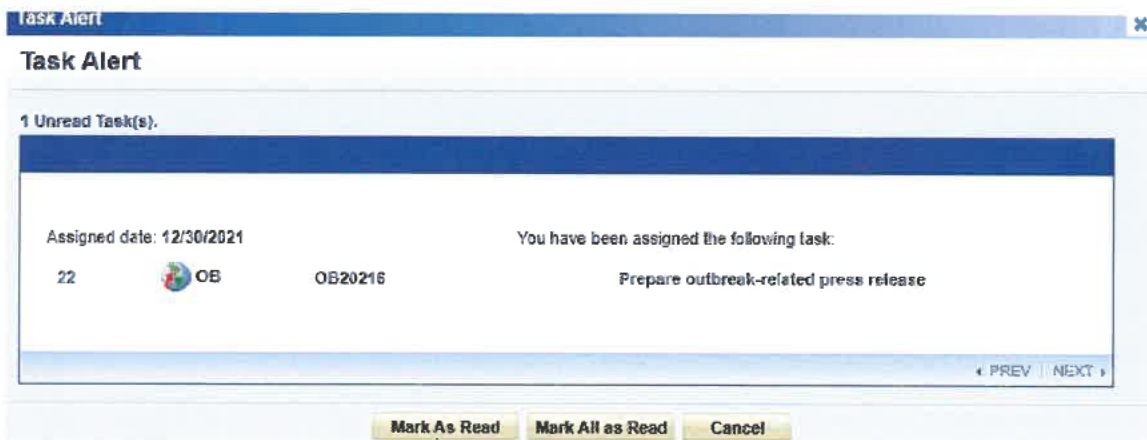 Task Alert
Task Alert
1 Unread Task(s).
Assigned date: 12/30/2021 You have been assigned the following task:
22 OB OB20216 Prepare outbreak-related press release
PREV | NEXT
Mark As Read Mark All as Read Cancel